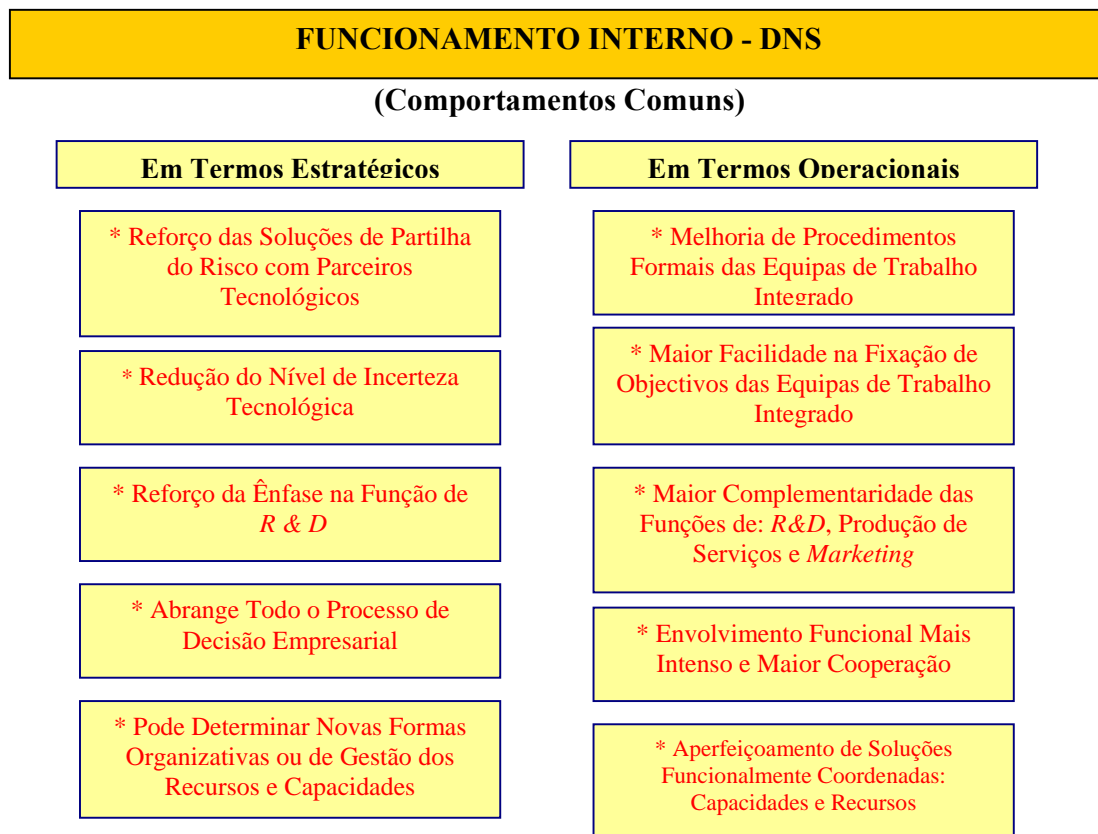 FUNCIONAMENTO INTERNO - DNS
(Comportamentos Comuns)
Em Termos Estratégicos
* Reforço das Soluções de Partilha
do Risco com Parceiros
Tecnológicos
* Redução do Nível de Incerteza
Tecnológica
* Reforço da Ênfase na Função de
R & D
* Abrange Todo o Processo de
Decisão Empresarial
* Pode Determinar Novas Formas
Organizativas ou de Gestão dos
Recursos e Capacidades
Em Termos Operacionais
* Melhoria de Procedimentos
Formais das Equipas de Trabalho
Integrado
* Maior Facilidade na Fixação de
Objectivos das Equipas de Trabalho
Integrado
* Maior Complementaridade das
Funções de: R&D, Produção de
Serviços e Marketing
* Envolvimento Funcional Mais
Intenso e Maior Cooperação
* Aperfeiçoamento de Soluções
Funcionalmente Coordenadas:
Capacidades e Recursos